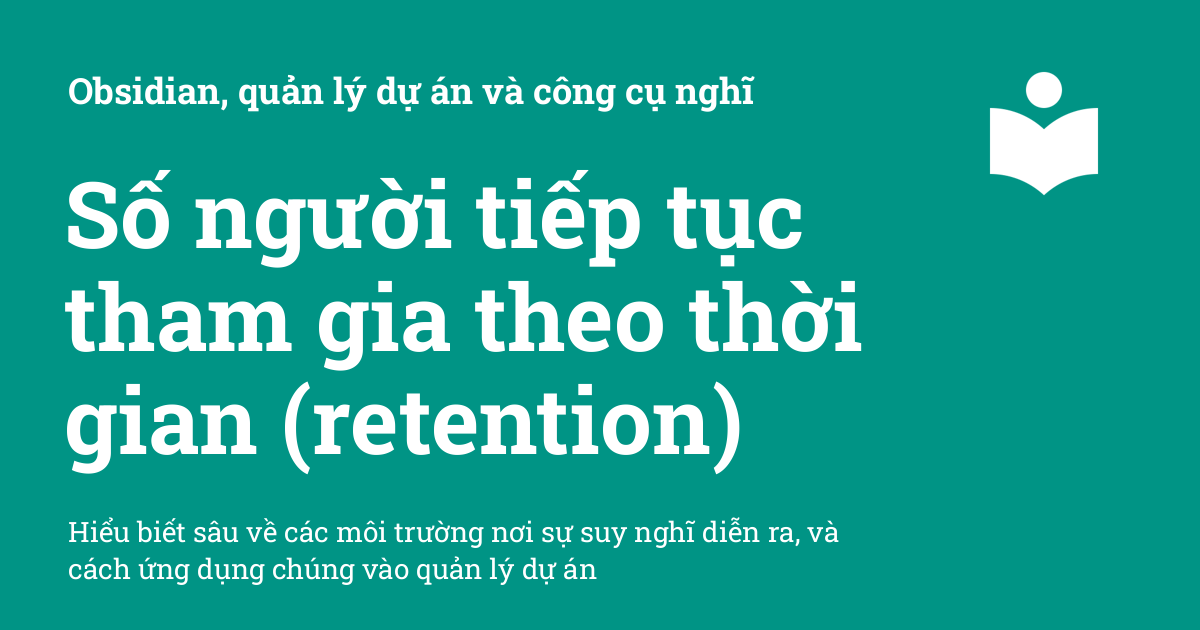 Obsidian, quản lý dự án và công cụ nghĩ
Số người tiếp tục
tham gia theo thời
gian (retention)
Hiểu biết sâu về các môi trường nơi sự suy nghĩ diễn ra, và
cách ứng dụng chúng vào quản lý dự án